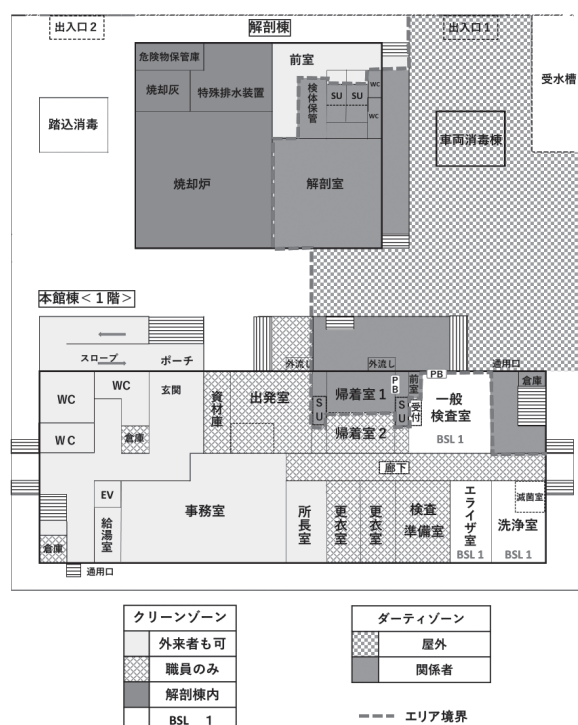 出入口2
解剖棟
出入口1
危険物保管庫
前室
受水槽
焼却灰
特殊排水装置
検体保管
SU
SU
WC
WC
踏込消毒
車両消毒棟
焼却炉
解剖室
本館棟<1階>
スロープ
ポーチ
外流し
外流し
通用口
WC
WC
玄関
資材庫
出発室
SU
帰着室1
PB
前室
PB
倉庫
WC
倉庫
帰着室2
SU
受付
一般検査室
BSL 1
廊下
EV
事務室
所長室
更衣室
更衣室
検査準備室
エライザ室
BSL 1
滅菌室
洗浄室
BSL 1
給湯室
倉庫
通用口
クリーンゾーン
外来者も可
職員のみ
解剖棟内
BSL 1
ダーティゾーン
屋外
関係者
エリア境界